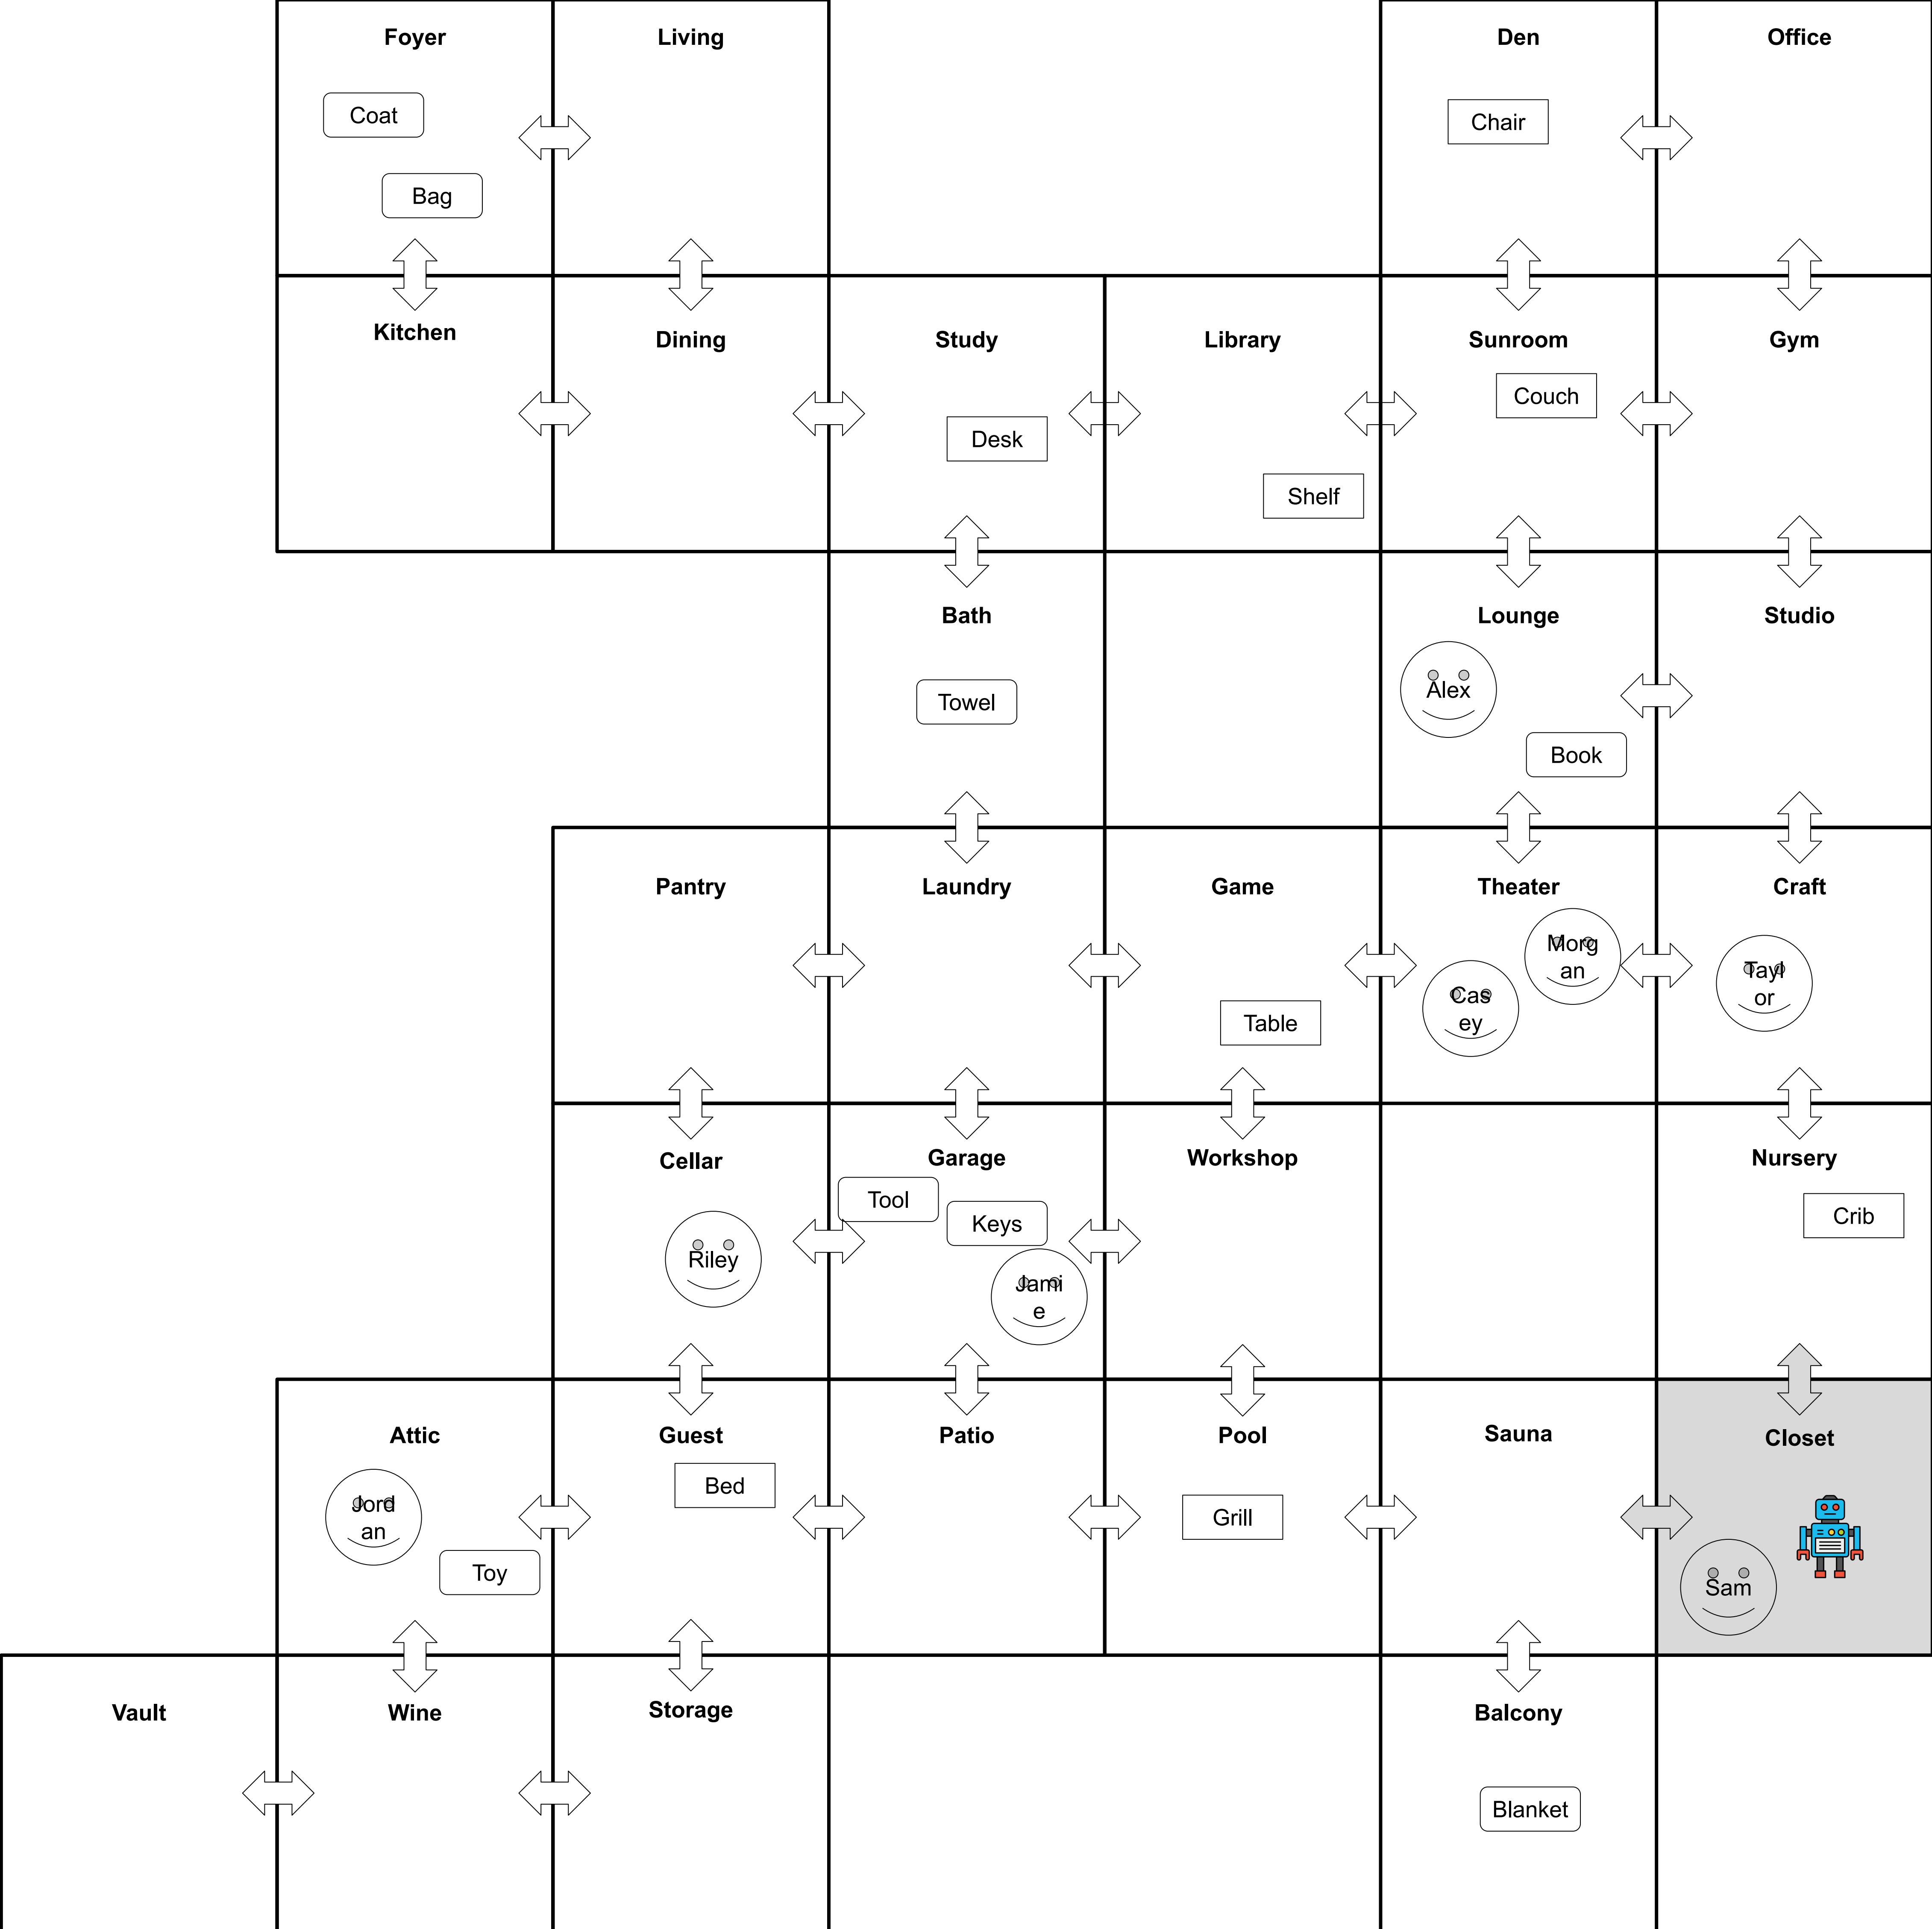 Foyer
Living
Den
Office
Coat
Chair
Bag
Kitchen
Dining
Study
Library
Sunroom
Gym
Couch
Desk
Shelf
Bath
Lounge
Studio
Alex
Towel
Book
Pantry
Laundry
Game
Theater
Craft
Morg
an
Tayl
or
Cas
ey
Table
Cellar
Garage
Workshop
Nursery
Tool
Keys
Crib
Riley
Jami
e
Attic
Guest
Patio
Pool
Sauna
Closet
Bed
Jord
an
Grill
Toy
Sam
Vault
Wine
Storage
Balcony
Blanket